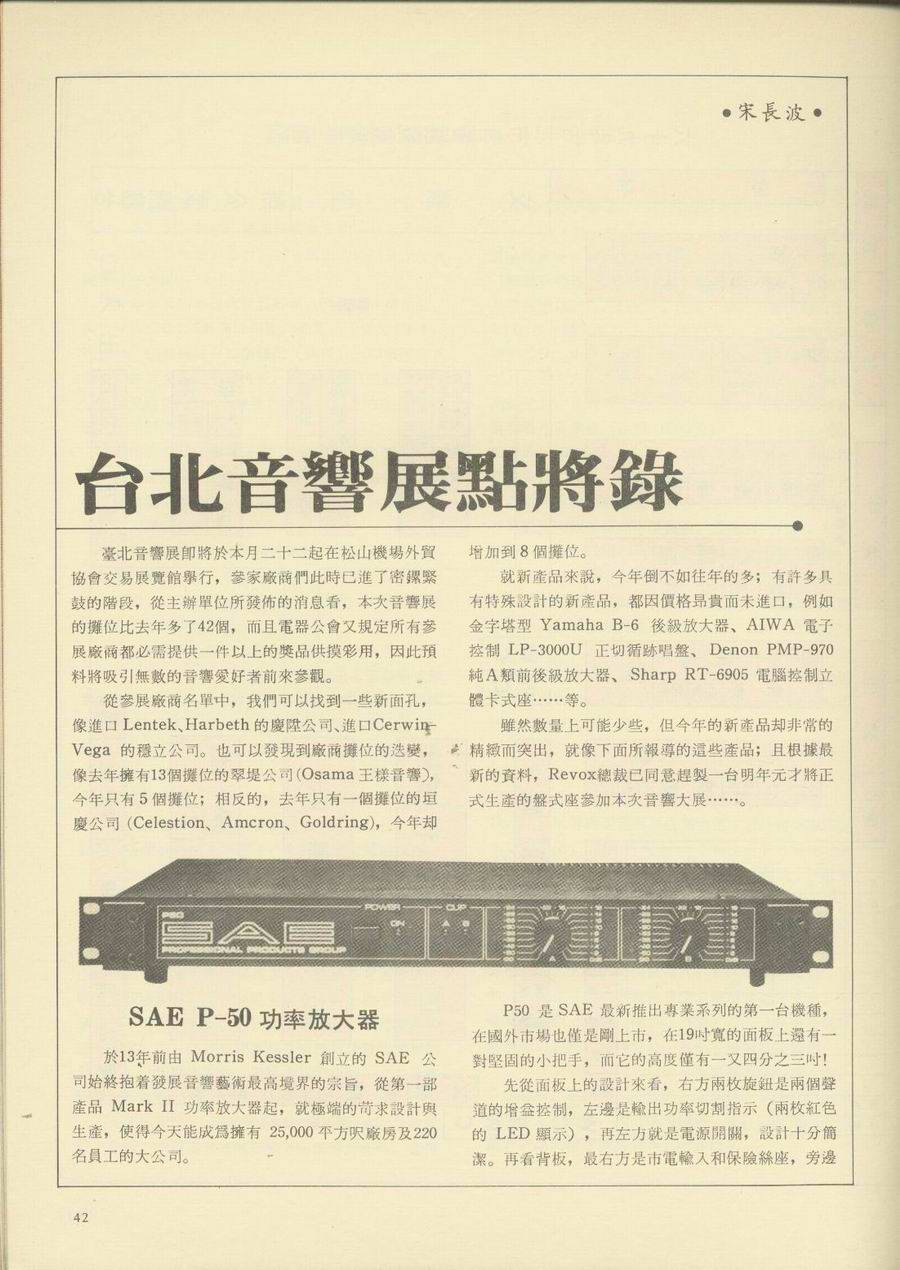 •宋長波•
台北音響展點將錄
臺北音響展卽將於本月二十二起在松山機場外貿
協會交易展覽館舉行，參家廠商們此時已進了密鏍緊
鼓的階段，從主辦單位所發佈的消息看，本次音響展
的攤位比去年多了42個，而且電器公會又規定所有參
展廠商都必需提供一件以上的獎品供摸彩用，因此預
料將吸引無數的音響愛好者前來參觀。
從參展廠商名單中，我們可以找到一些新面孔，
像進口 Lentek、Harbeth 的慶陞公司、進口Cerwin-
Vega 的穩立公司。也可以發現到廠商攤位的迭變，
像去年擁有13個攤位的翠堤公司(Osama 王樣音響)，
今年只有 5 個攤位；相反的，去年只有一個攤位的垣
慶公司 (Celestion、Amcron、Goldring)，今年却
增加到 8 個攤位。
就新產品來說，今年倒不如往年的多；有許多具
有特殊設計的新產品，都因價格昂貴而未進口，例如
金字塔型 Yamaha B-6 後級放大器、AIWA 電子
控制 LP-3000U 正切循跡唱盤、Denon PMP-970
純A類前後級放大器、Sharp RT-6905 電腦控制立
體卡式座……等。
雖然數量上可能少些，但今年的新產品却非常的
精緻而突出，就像下面所報導的這些產品；且根據最
新的資料，Revox總裁已同意趕製一台明年元才將正
式生產的盤式座參加本次音響大展……。
P50
SAE
PROFESSIONAL PRODUCTS GROUP
POWER
ON
CLIP
A B
A
B
SAE P-50 功率放大器
於13年前由 Morris Kessler 創立的 SAE 公
司始終抱着發展音響藝術最高境界的宗旨，從第一部
產品 Mark II 功率放大器起，就極端的苛求設計與
生產，使得今天能成爲擁有 25,000 平方呎廠房及220
名員工的大公司。
P50 是 SAE 最新推出專業系列的第一台機種，
在國外市場也僅是剛上市，在19吋寬的面板上還有一
對堅固的小把手，而它的高度僅有一又四分之三吋！
先從面板上的設計來看，右方兩枚旋鈕是兩個聲
道的增益控制，左邊是輸出功率切割指示（兩枚紅色
的 LED 顯示），再左方就是電源開關，設計十分簡
潔。再看背板，最右方是市電輸入和保險絲座，旁邊
42